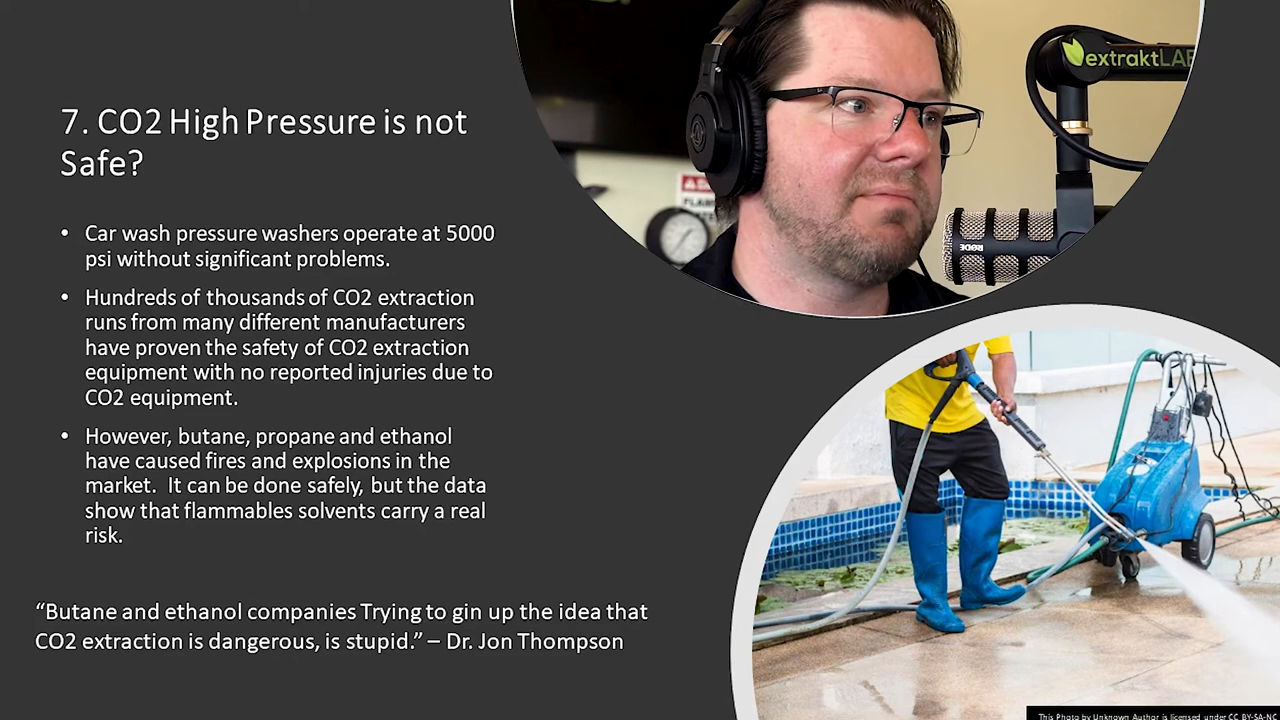 7. CO2 High Pressure is not
Safe?
• Car wash pressure washers operate at 5000
psi without significant problems.
• Hundreds of thousands of CO2 extraction
runs from many different manufacturers
have proven the safety of CO2 extraction
equipment with no reported injuries due to
CO2 equipment.
• However, butane, propane and ethanol
have caused fires and explosions in the
market.  It can be done safely, but the data
show that flammables solvents carry a real
risk.
“Butane and ethanol companies Trying to gin up the idea that
CO2 extraction is dangerous, is stupid.” – Dr. Jon Thompson
extraktLAB
RØDE
This Photo by Unknown Author is licensed under CC BY-SA-NC